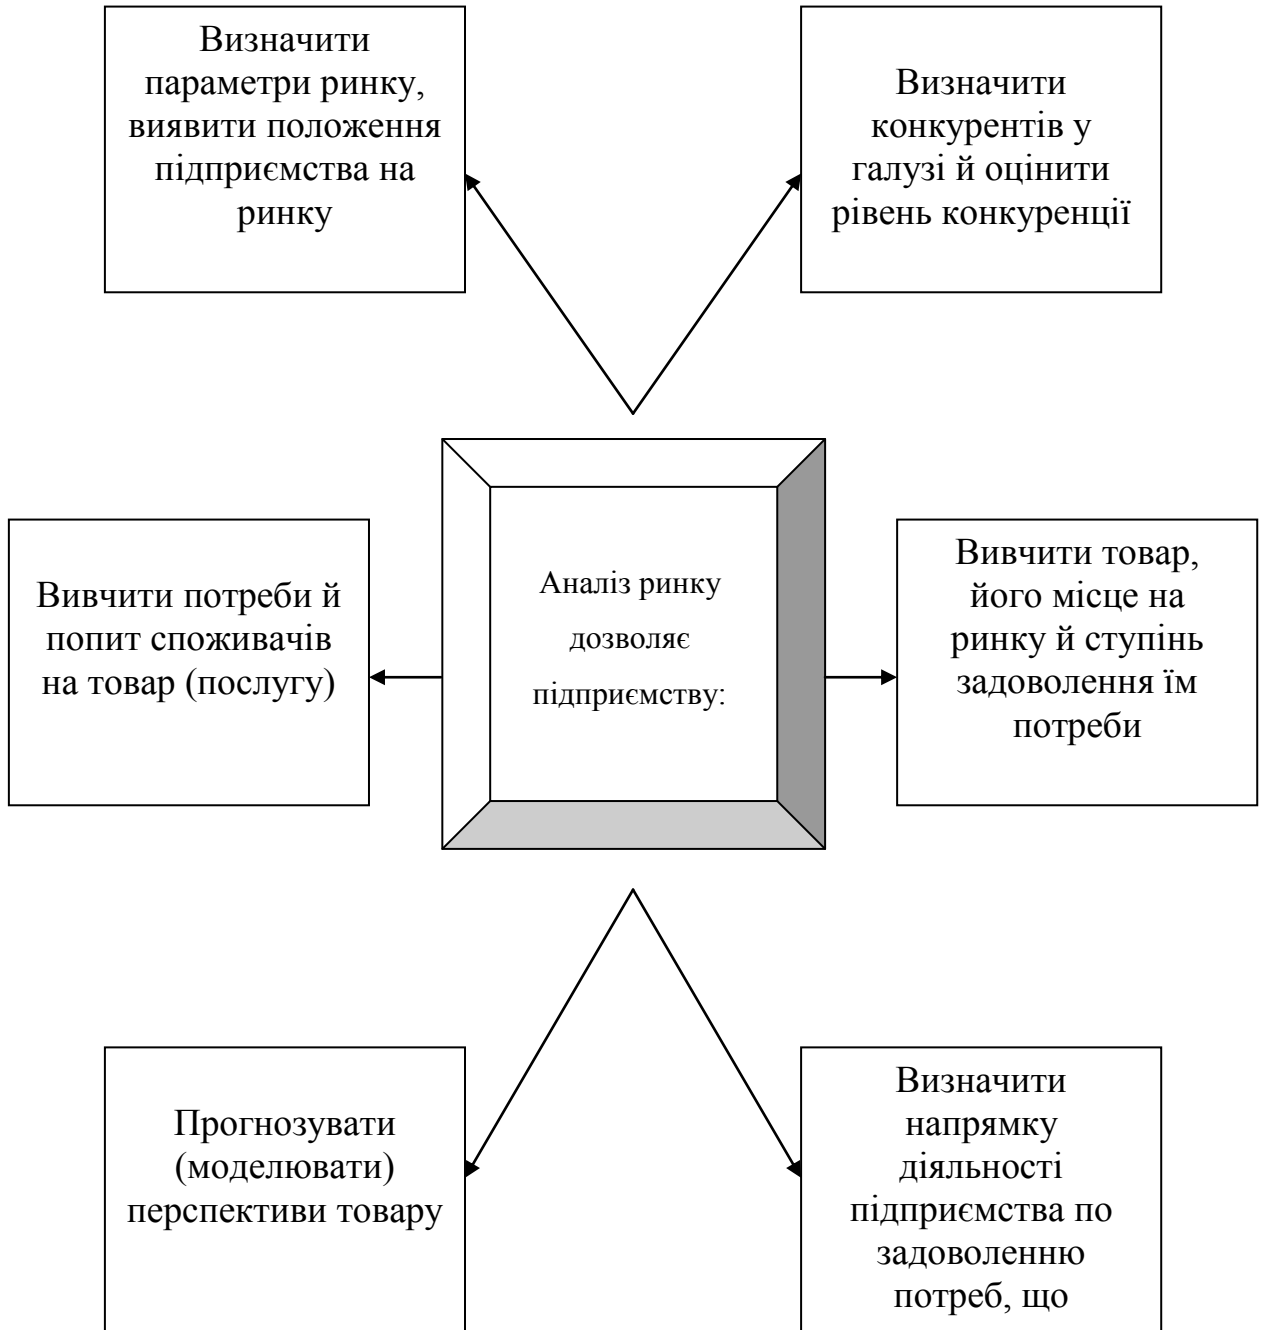 Визначити
параметри ринку,
виявити положення
підприємства на
ринку
Визначити
конкурентів у
галузі й оцінити
рівень конкуренції
Вивчити потреби й
попит споживачів
на товар (послугу)
Аналіз ринку
дозволяє
підприємству:
Вивчити товар,
його місце на
ринку й ступінь
задоволення їм
потреби
Прогнозувати
(моделювати)
перспективи товару
Визначити
напрямку
діяльності
підприємства по
задоволенню
потреб, що